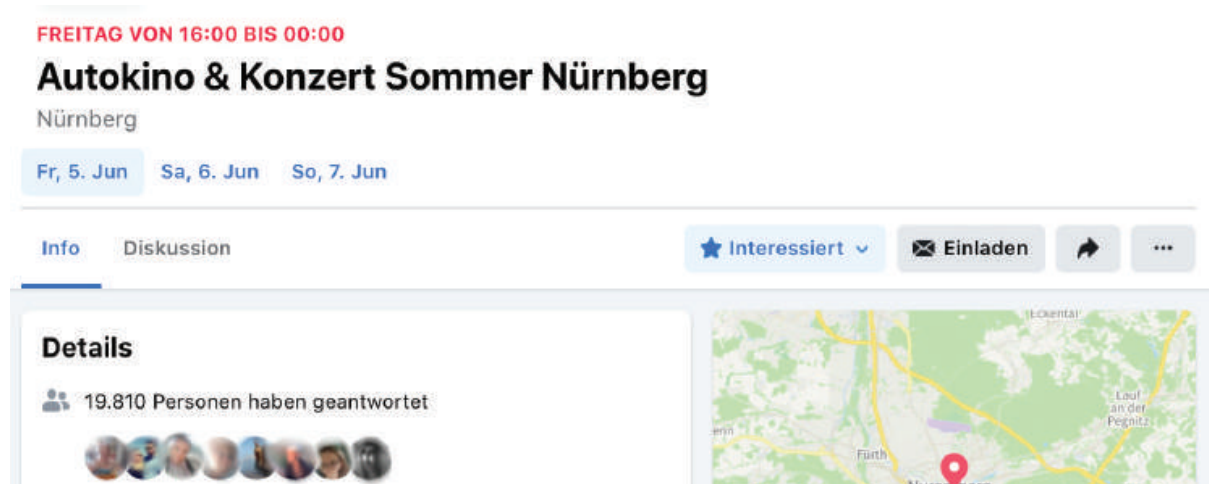 FREITAG VON 16:00 BIS 00:00
Autokino & Konzert Sommer Nürnberg
Nürnberg
Fr, 5. Jun Sa, 6. Jun So, 7. Jun
Info Diskussion Interessiert Einladen
Details
19.810 Personen haben geantwortet
Eckental
Lauf
an der
Pegnitz
Fürth